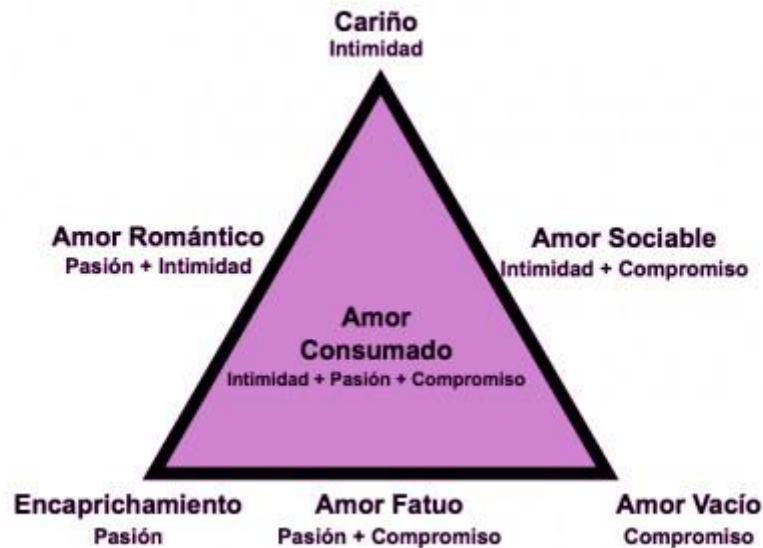 Cariño
Intimidad
Amor Romántico
Pasión + Intimidad
Amor Sociable
Intimidad + Compromiso
Amor
Consumado
Intimidad + Pasión + Compromiso
Encaprichamiento
Pasión
Amor Fatuo
Pasión + Compromiso
Amor Vacío
Compromiso